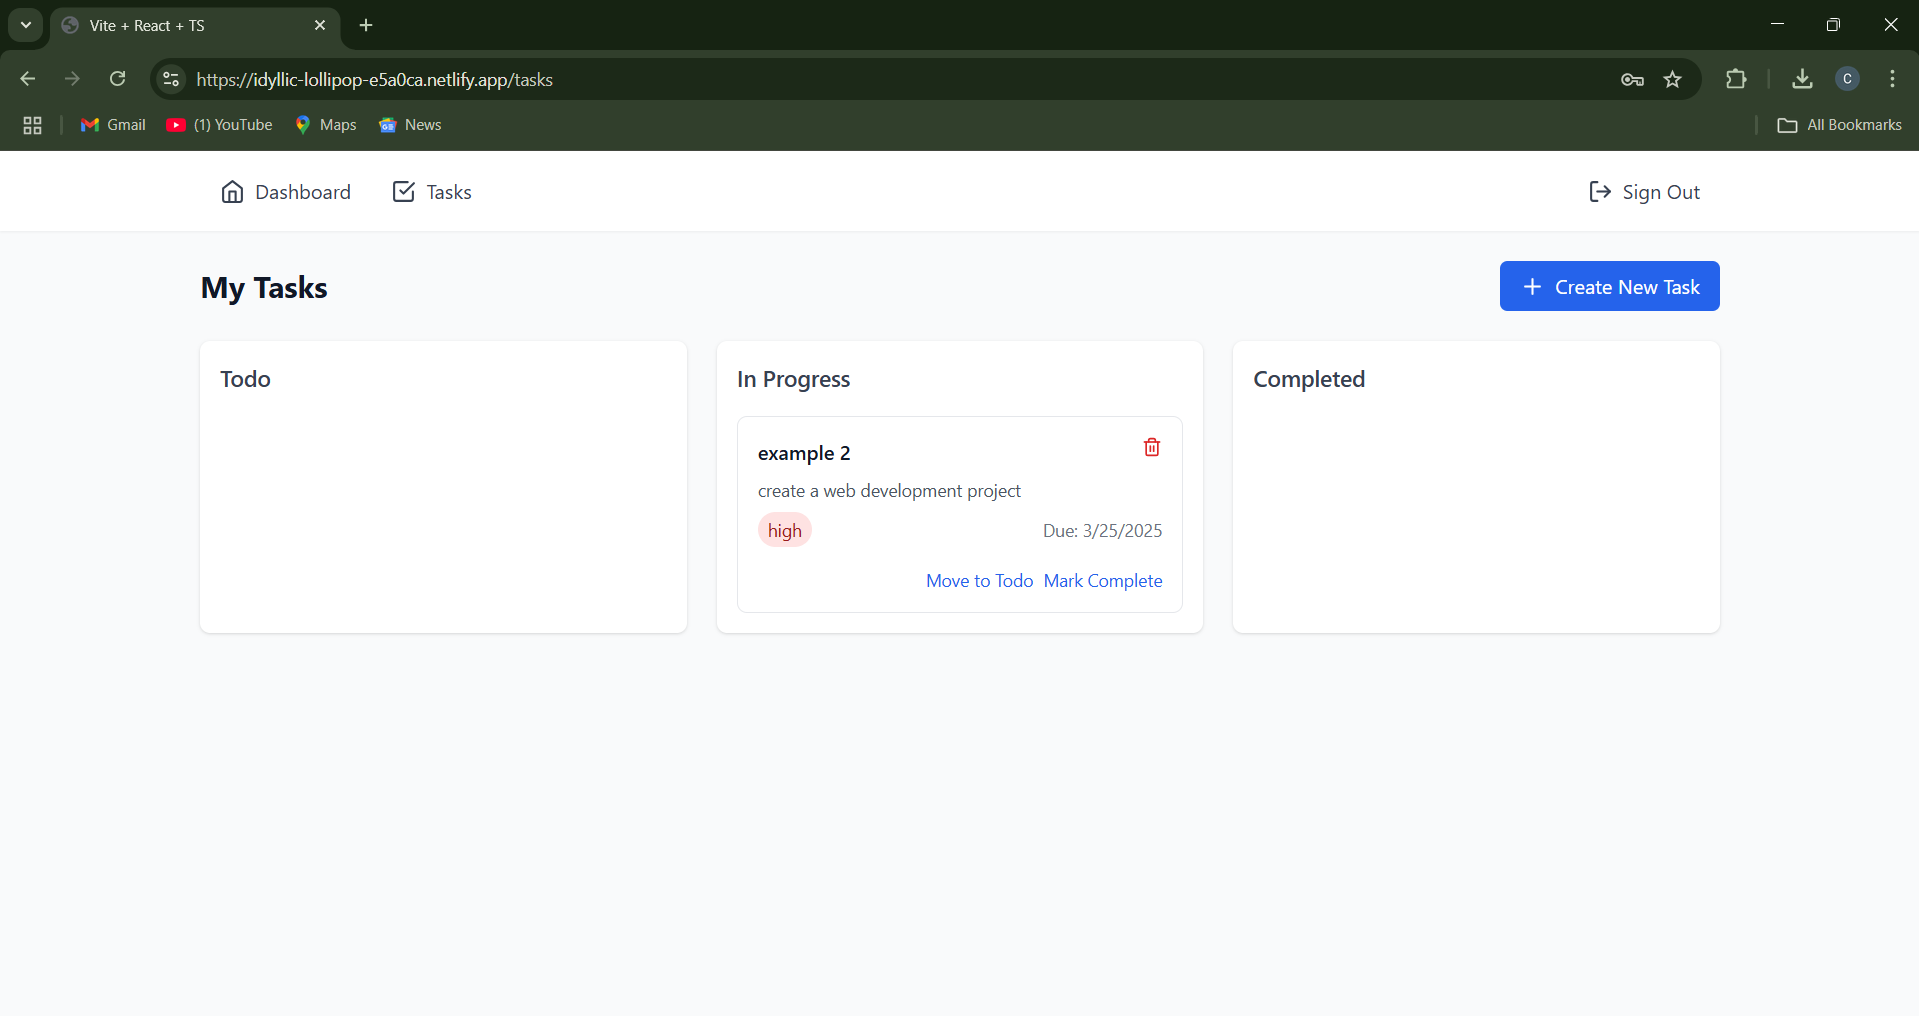 Vite + React + TS
https://idyllic-lollipop-e5a0ca.netlify.app/tasks
C
Gmail
(1) YouTube
Maps
News
All Bookmarks
Dashboard
Tasks
Sign Out
My Tasks
Create New Task
Todo
In Progress
example 2
create a web development project
high
Due: 3/25/2025
Move to Todo
Mark Complete
Completed